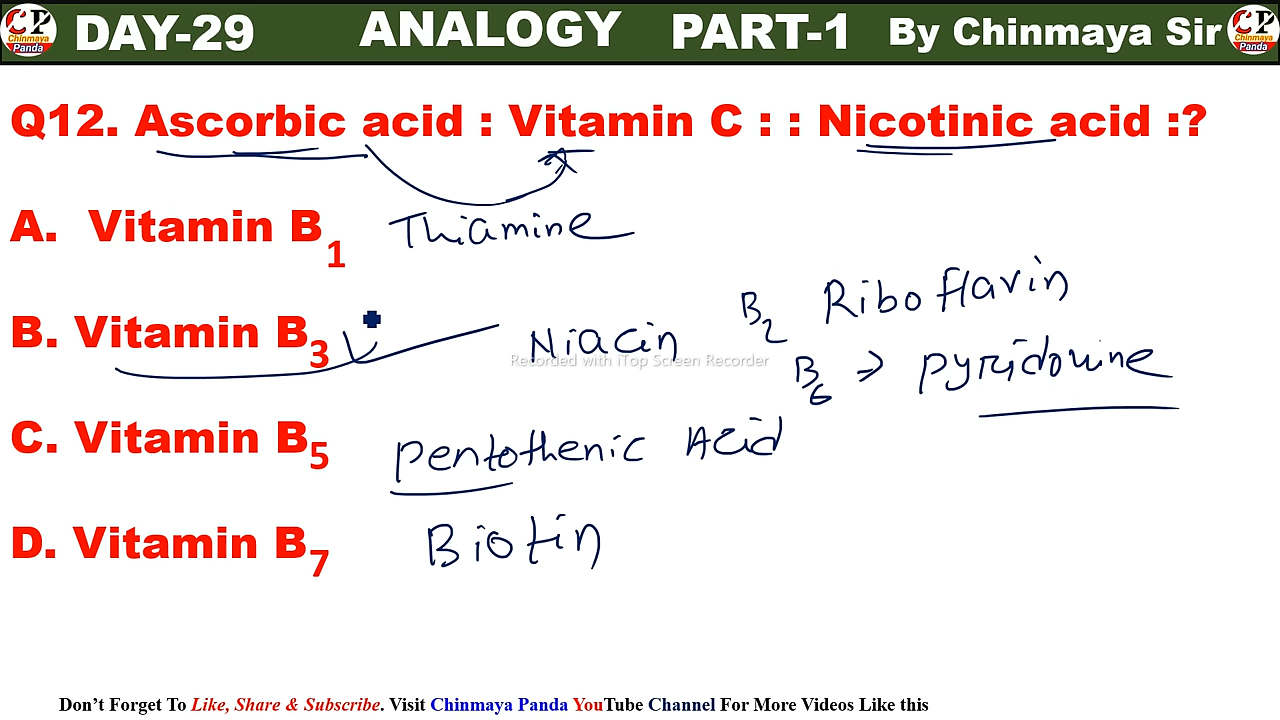 CP Chinmaya Panda DAY-29 ANALOGY PART-1 By Chinmaya Sir CP Chinmaya Panda
Q12. Ascorbic acid : Vitamin C : : Nicotinic acid :?
A. Vitamin B1 Thiamine
B2 Riboflavin
B. Vitamin B3 Niacin
Recorded with iTop Screen Recorder
B6 → pyridoxine
C. Vitamin B5 pentothenic Acid
D. Vitamin B7 Biotin
Don't Forget To Like, Share & Subscribe. Visit Chinmaya Panda YouTube Channel For More Videos Like this